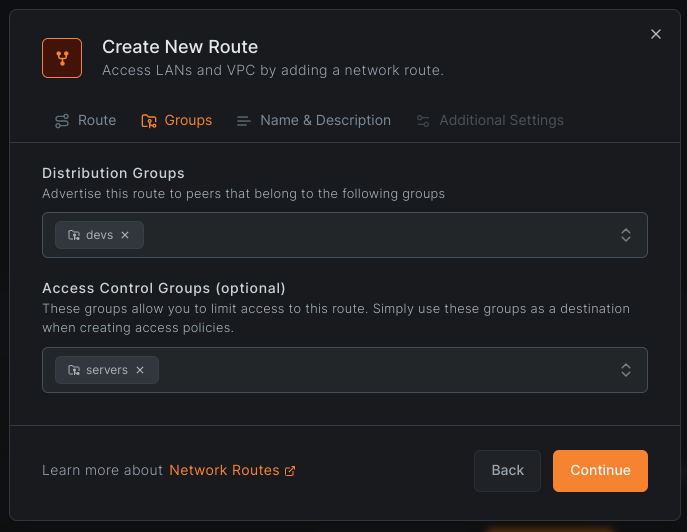 Create New Route
Access LANs and VPC by adding a network route.
Route Groups Name & Description Additional Settings
Distribution Groups
Advertise this route to peers that belong to the following groups
devs
Access Control Groups (optional)
These groups allow you to limit access to this route. Simply use these groups as a destination
when creating access policies.
servers
Learn more about Network Routes
Back
Continue